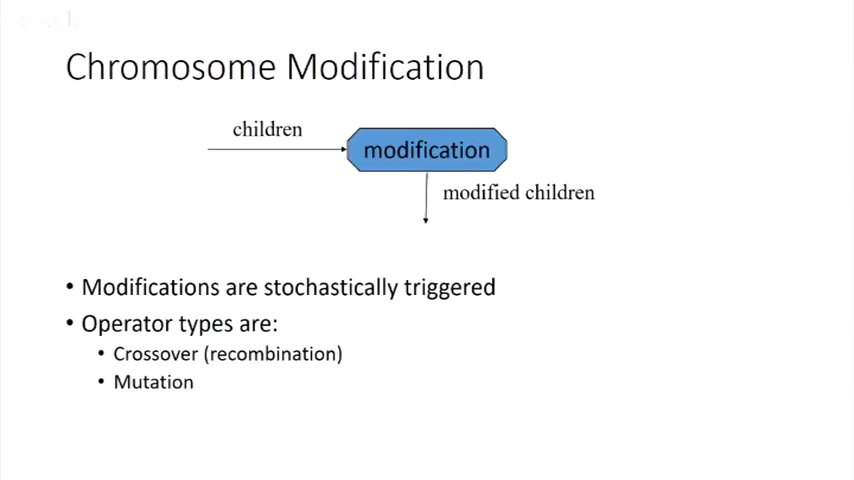 Chromosome Modification
children
modification
modified children
• Modifications are stochastically triggered
• Operator types are:
• Crossover (recombination)
• Mutation